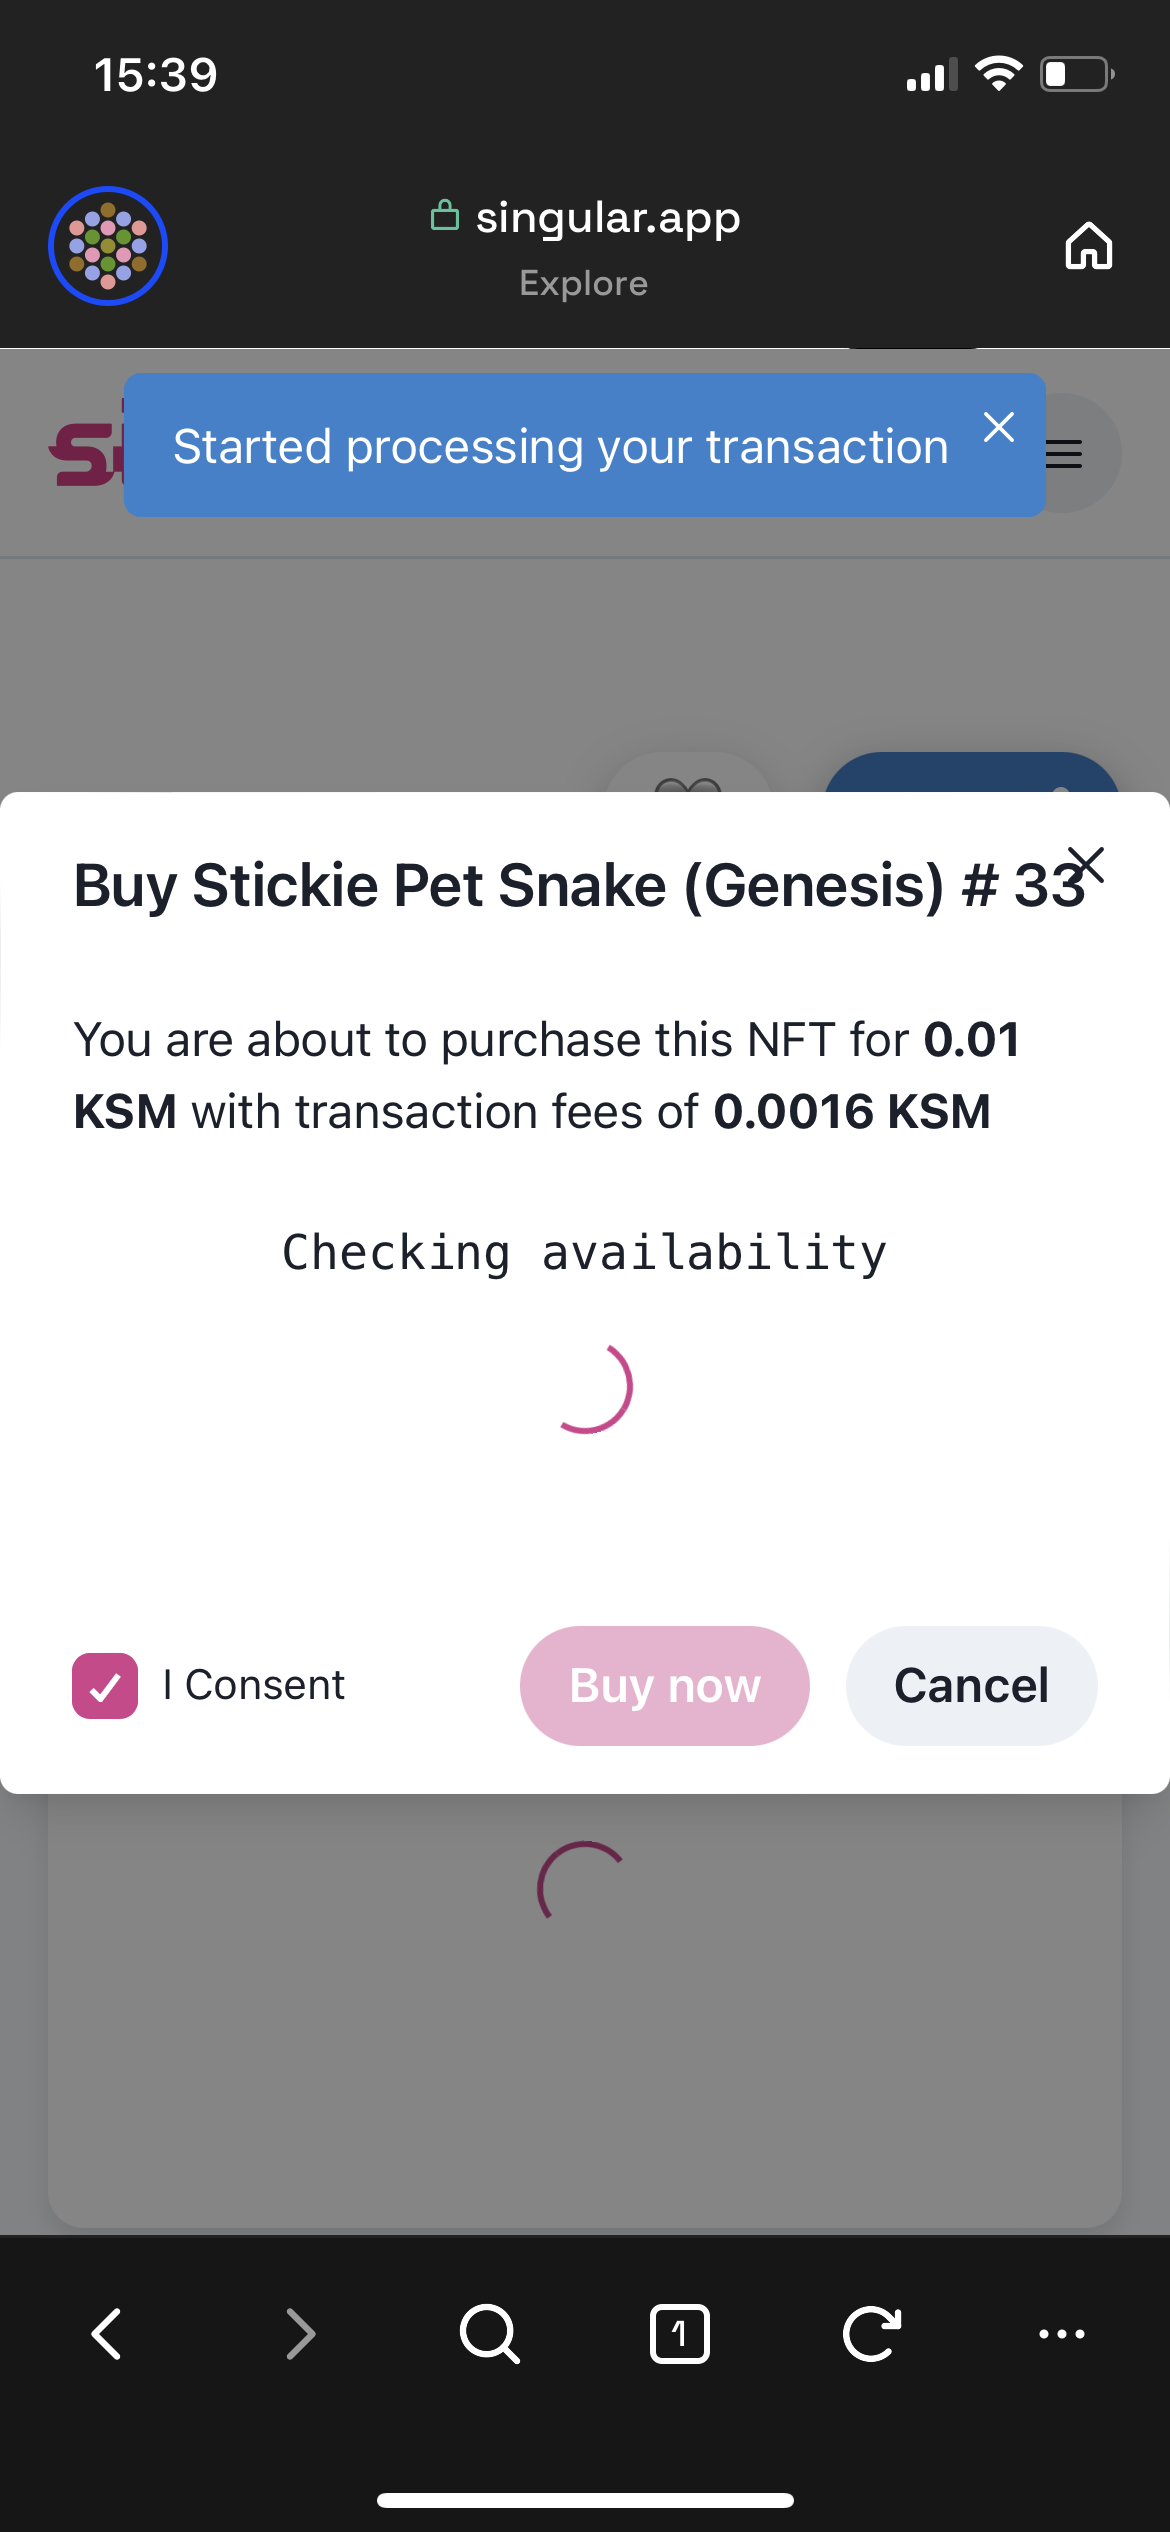 15:39
singular.app
Explore
Started processing your transaction
Buy Stickie Pet Snake (Genesis) # 33
You are about to purchase this NFT for 0.01
KSM with transaction fees of 0.0016 KSM
Checking availability
I Consent
Buy now
Cancel
1